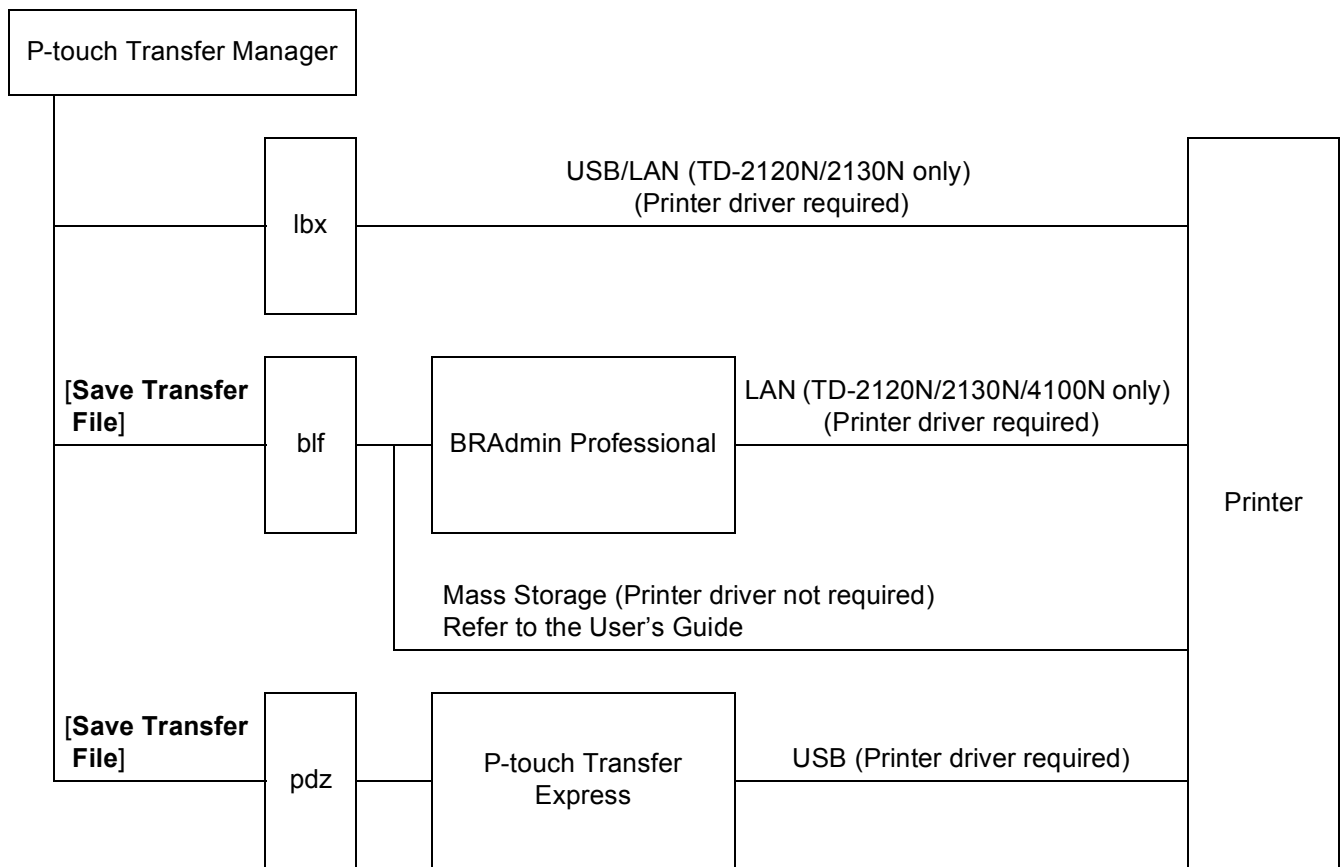 P-touch Transfer Manager
USB/LAN (TD-2120N/2130N only)
(Printer driver required)
lbx
[Save Transfer
File]
blf
BRAdmin Professional
LAN (TD-2120N/2130N/4100N only)
(Printer driver required)
Printer
Mass Storage (Printer driver not required)
Refer to the User’s Guide
[Save Transfer
File]
pdz
P-touch Transfer
Express
USB (Printer driver required)